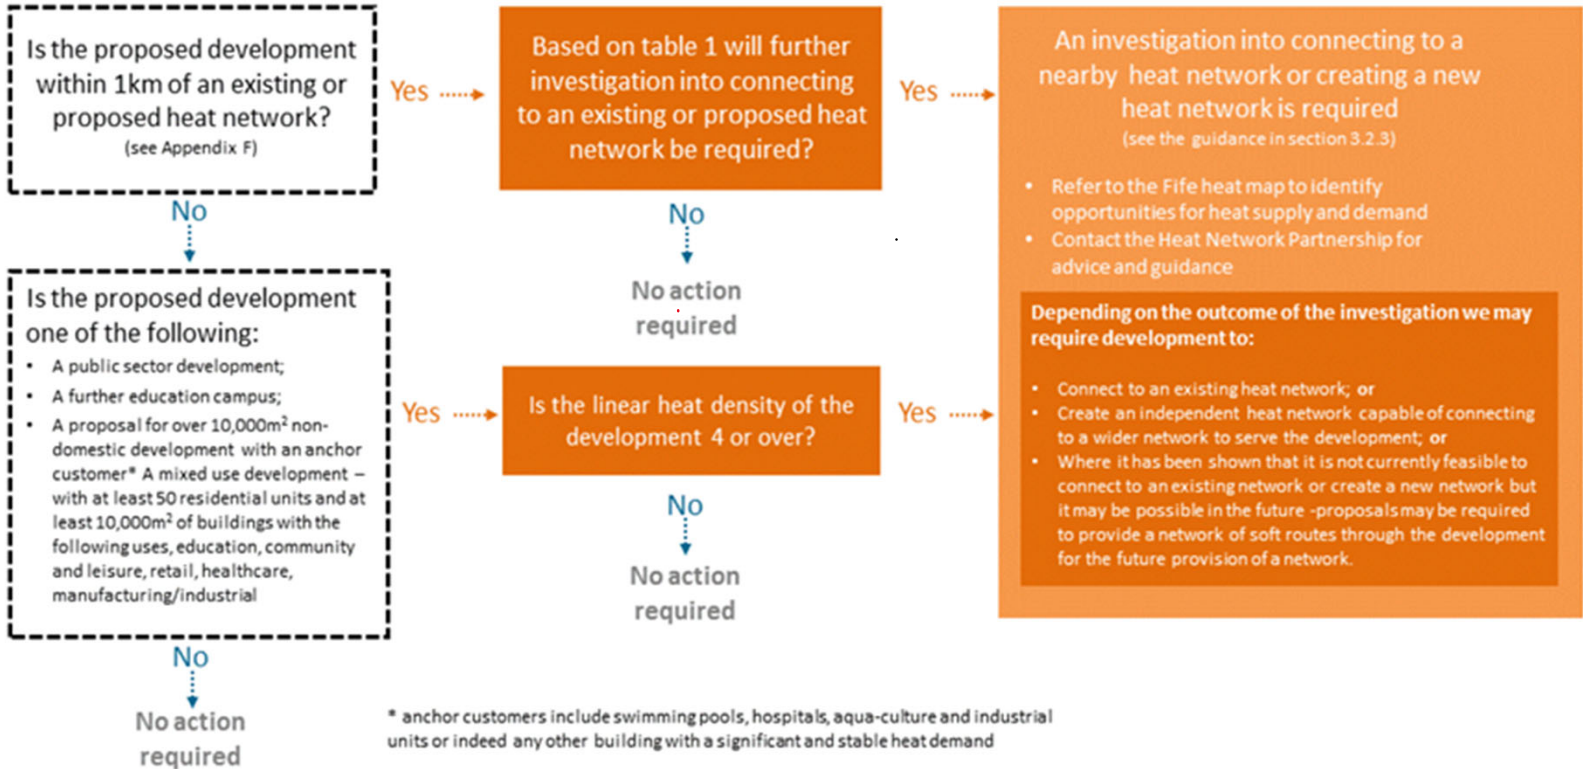 Is the proposed development
within 1km of an existing or
proposed heat network?
(see Appendix F)
Yes
Based on table 1 will further
investigation into connecting
to an existing or proposed heat
network be required?
Yes
An investigation into connecting to a
nearby heat network or creating a new
heat network is required
(see the guidance in section 3.2.3)
• Refer to the Fife heat map to identify
opportunities for heat supply and demand
• Contact the Heat Network Partnership for
advice and guidance
Depending on the outcome of the investigation we may
require development to:
• Connect to an existing heat network; or
• Create an independent heat network capable of connecting
to a wider network to serve the development; or
• Where it has been shown that it is not currently feasible to
connect to an existing network or create a new network but
it may be possible in the future -proposals may be required
to provide a network of soft routes through the development
for the future provision of a network.
No
No
No action
required
Is the proposed development
one of the following:
• A public sector development;
• A further education campus;
• A proposal for over 10,000m² non-
domestic development with an anchor
customer* A mixed use development –
with at least 50 residential units and at
least 10,000m² of buildings with the
following uses, education, community
and leisure, retail, healthcare,
manufacturing/industrial
Yes
Is the linear heat density of the
development 4 or over?
Yes
No
No action
required
No
No action
required
* anchor customers include swimming pools, hospitals, aqua-culture and industrial
units or indeed any other building with a significant and stable heat demand